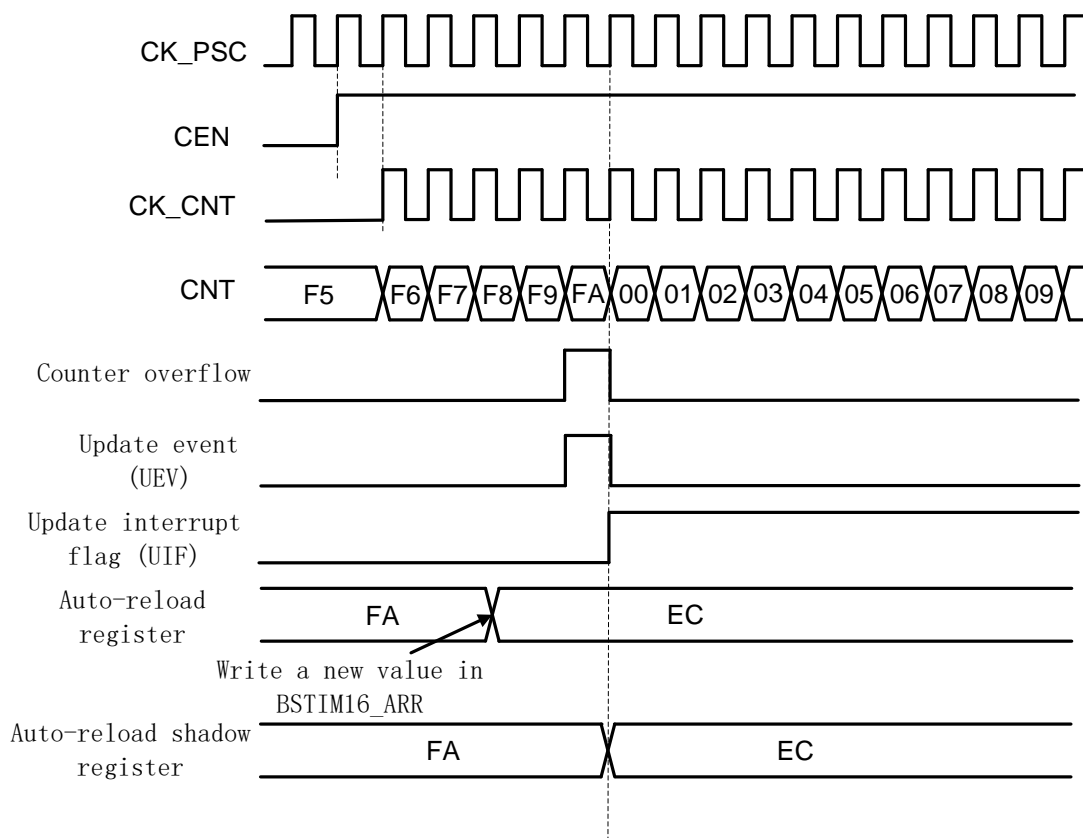 CK_PSC
CEN
CK_CNT
CNT
F5 F6 F7 F8 F9 FA 00 01 02 03 04 05 06 07 08 09
Counter overflow
Update event
(UEV)
Update interrupt
flag (UIF)
Auto-reload
register
FA EC
Write a new value in
BSTIM16_ARR
Auto-reload shadow
register
FA EC